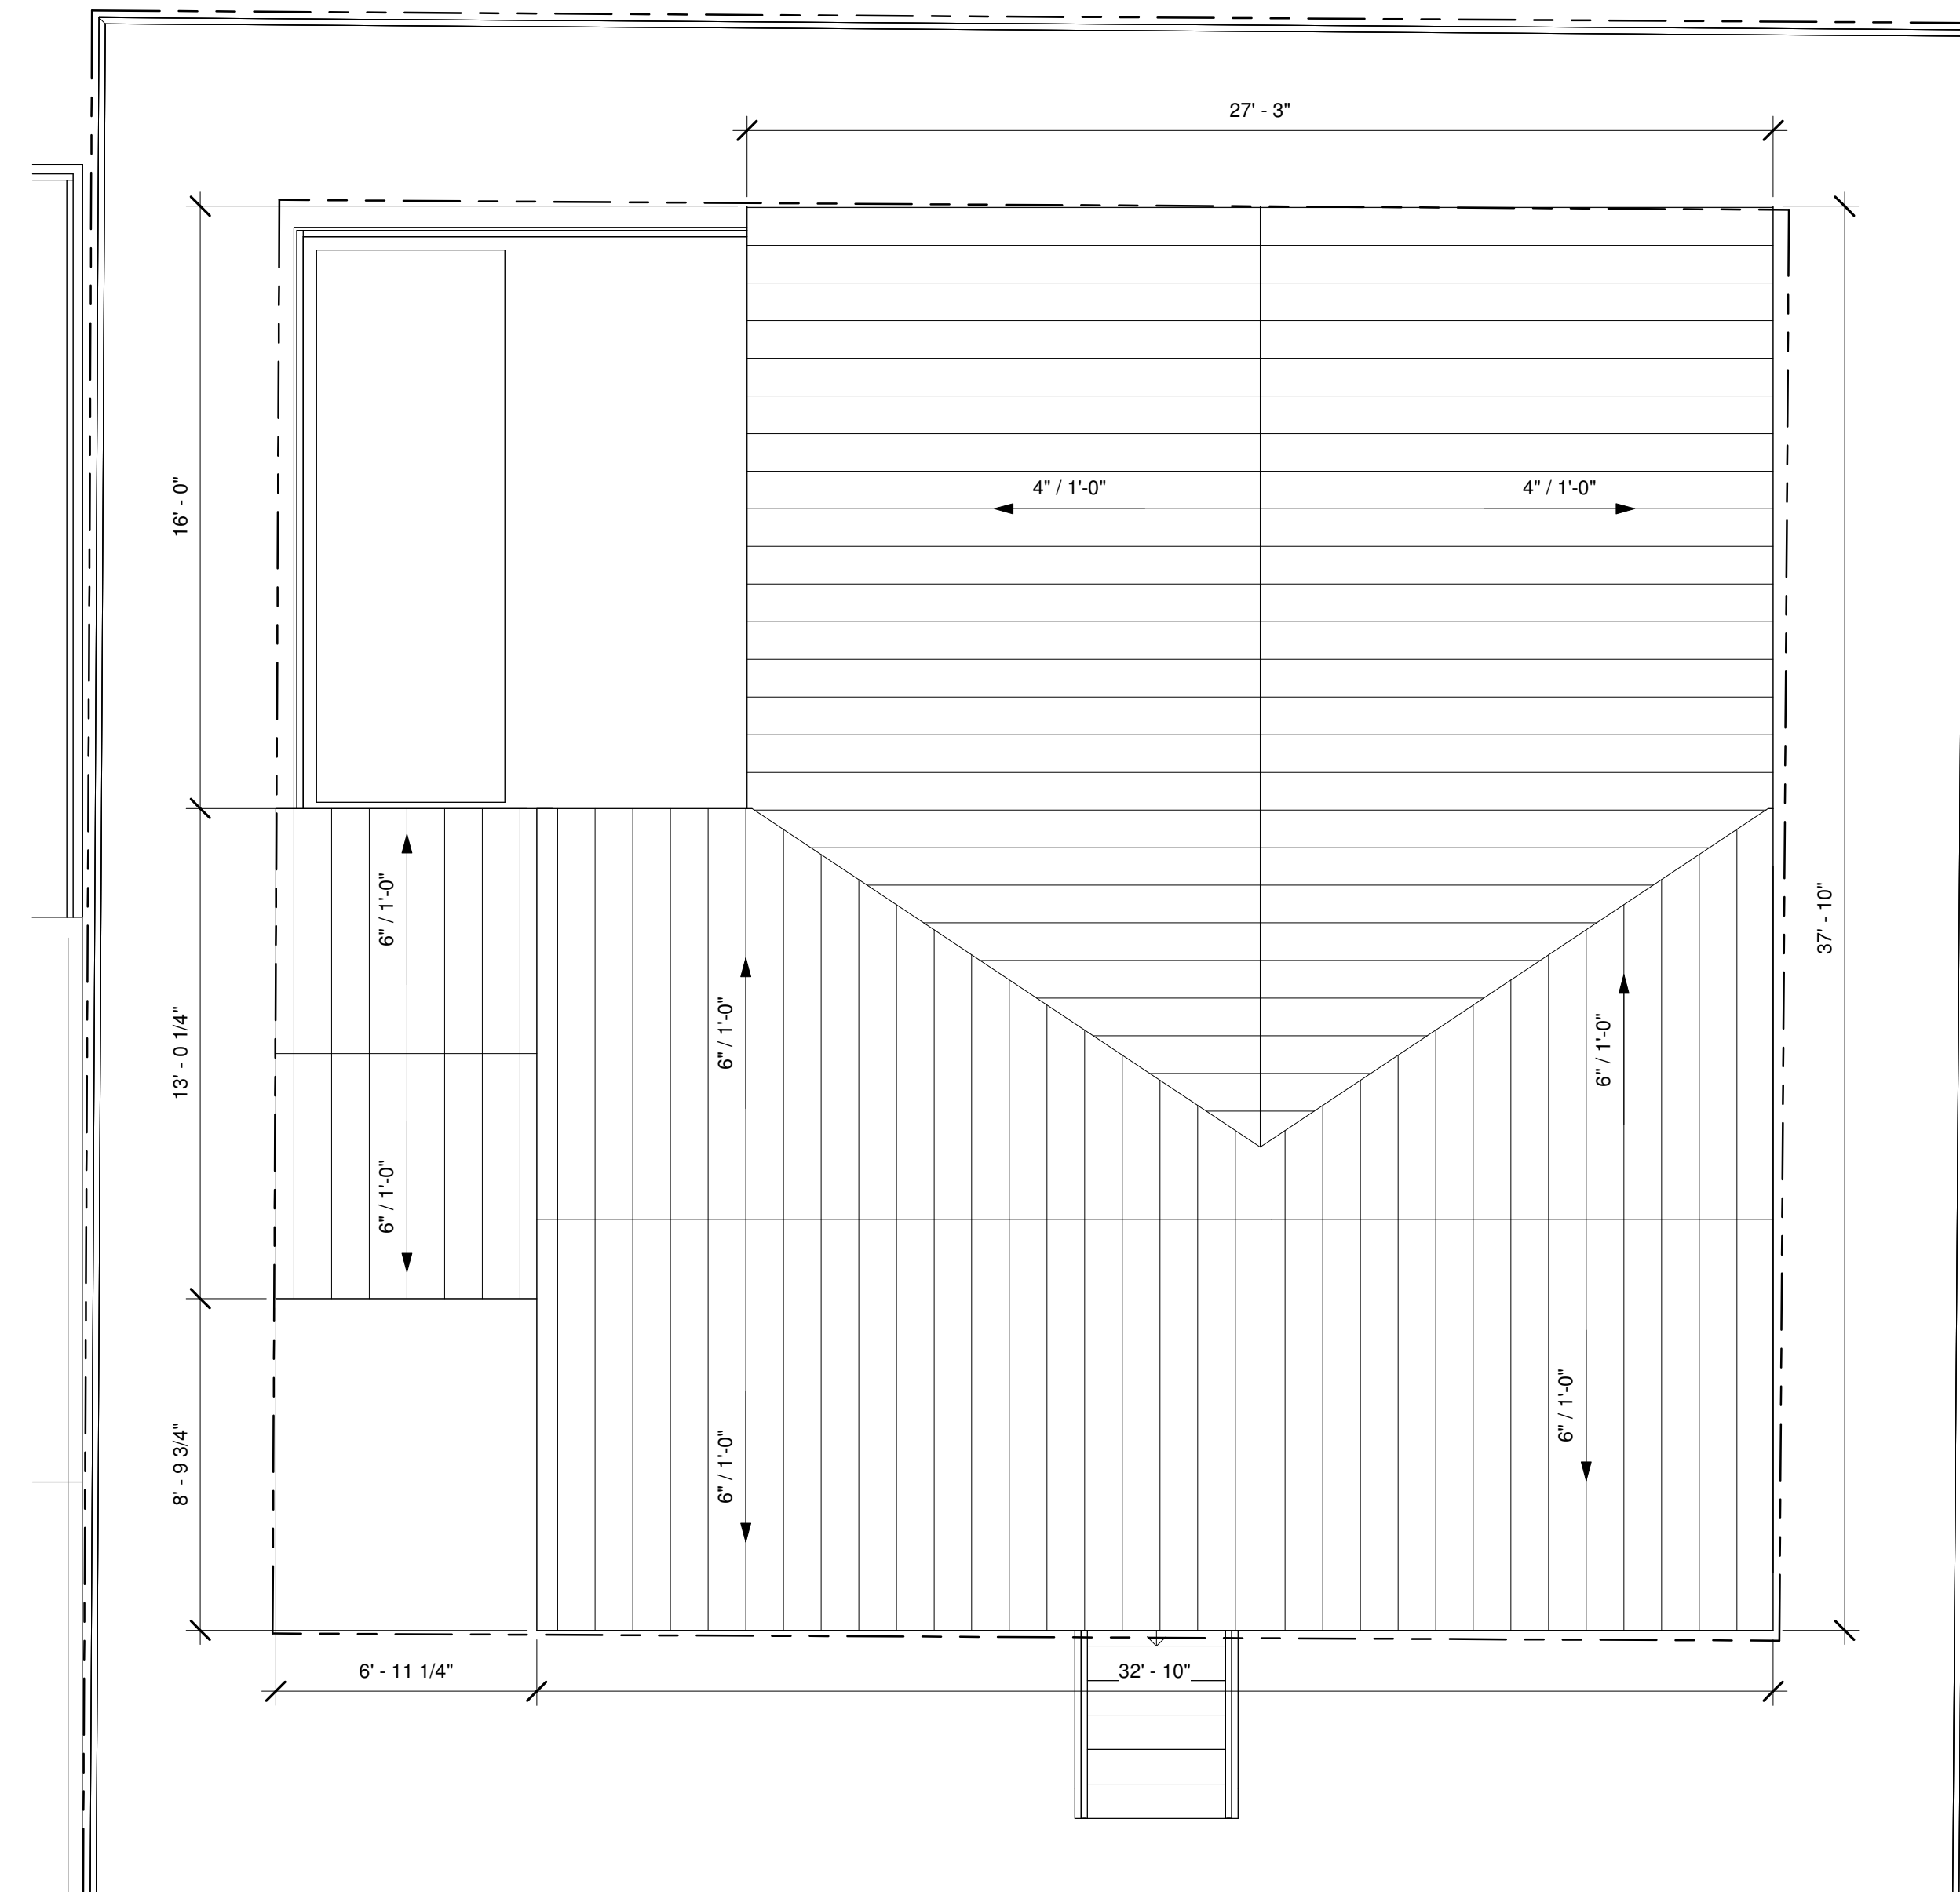 27' - 3"
16' - 0"
4" / 1'-0"
4" / 1'-0"
6" / 1'-0"
37' - 10"
6" / 1'-0"
6" / 1'-0"
13' - 0 1/4"
6" / 1'-0"
6" / 1'-0"
8' - 9 3/4"
6" / 1'-0"
6' - 11 1/4"
32' - 10"